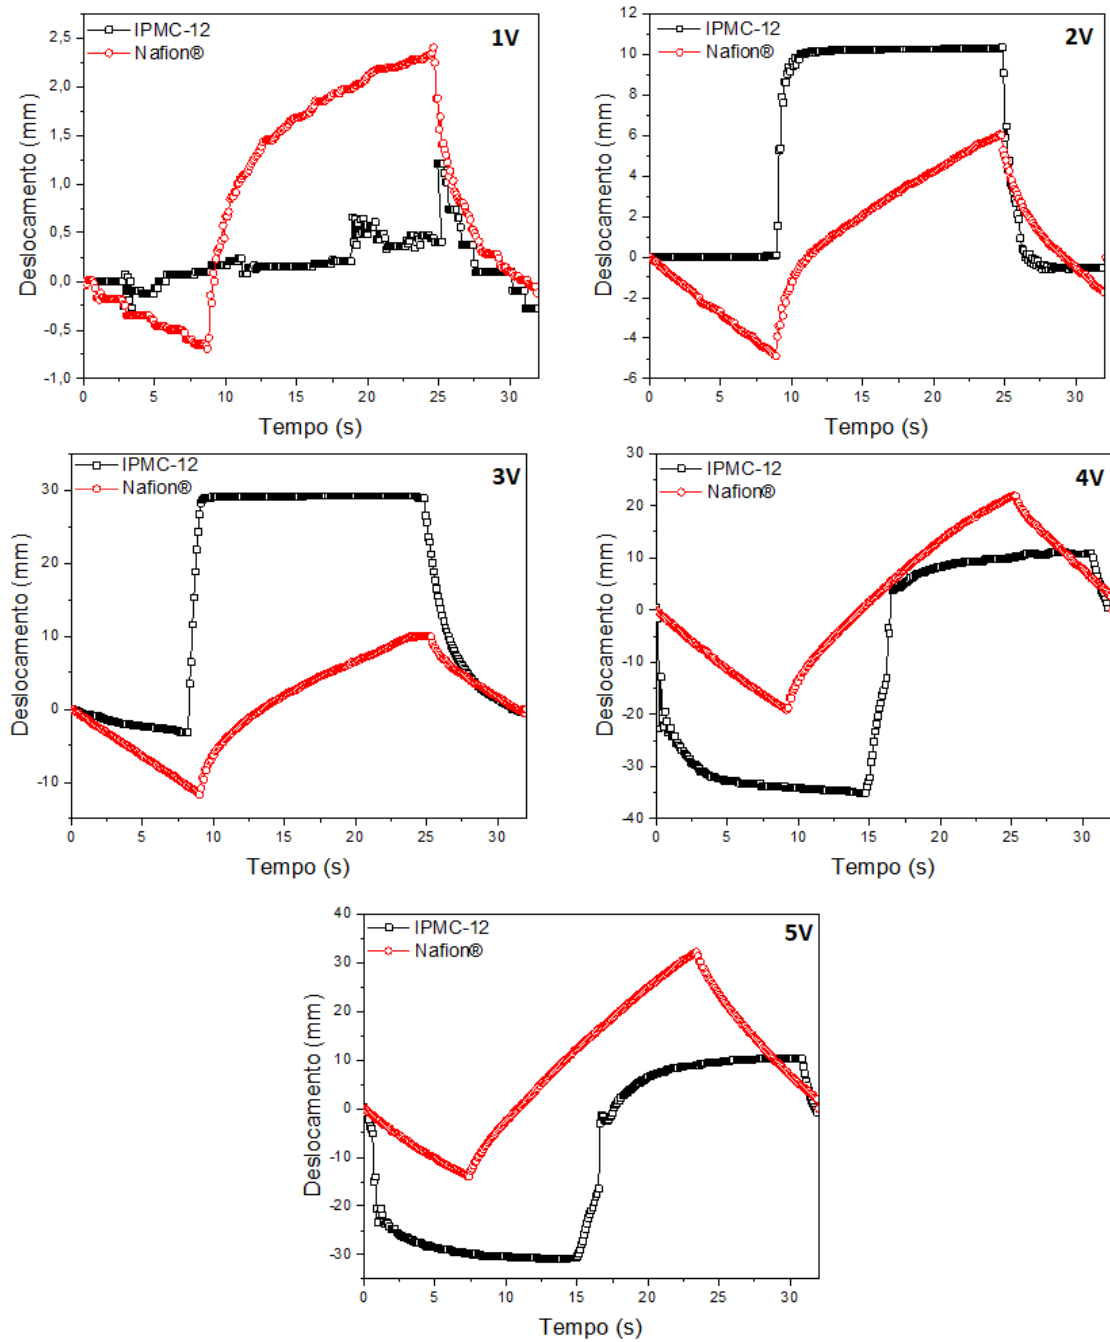 IPMC-12
Nafion®
1V
2,5
2,0
1,5
1,0
0,5
0,0
-0,5
-1,0
0 5 10 15 20 25 30
Deslocamento (mm)
Tempo (s)
IPMC-12
Nafion®
2V
12
10
8
6
4
2
0
-2
-4
-6
0 5 10 15 20 25 30
Deslocamento (mm)
Tempo (s)
IPMC-12
Nafion®
3V
30
20
10
0
-10
0 5 10 15 20 25 30
Deslocamento (mm)
Tempo (s)
IPMC-12
Nafion®
4V
30
20
10
0
-10
-20
-30
-40
0 5 10 15 20 25 30
Deslocamento (mm)
Tempo (s)
IPMC-12
Nafion®
5V
40
30
20
10
0
-10
-20
-30
0 5 10 15 20 25 30
Deslocamento (mm)
Tempo (s)